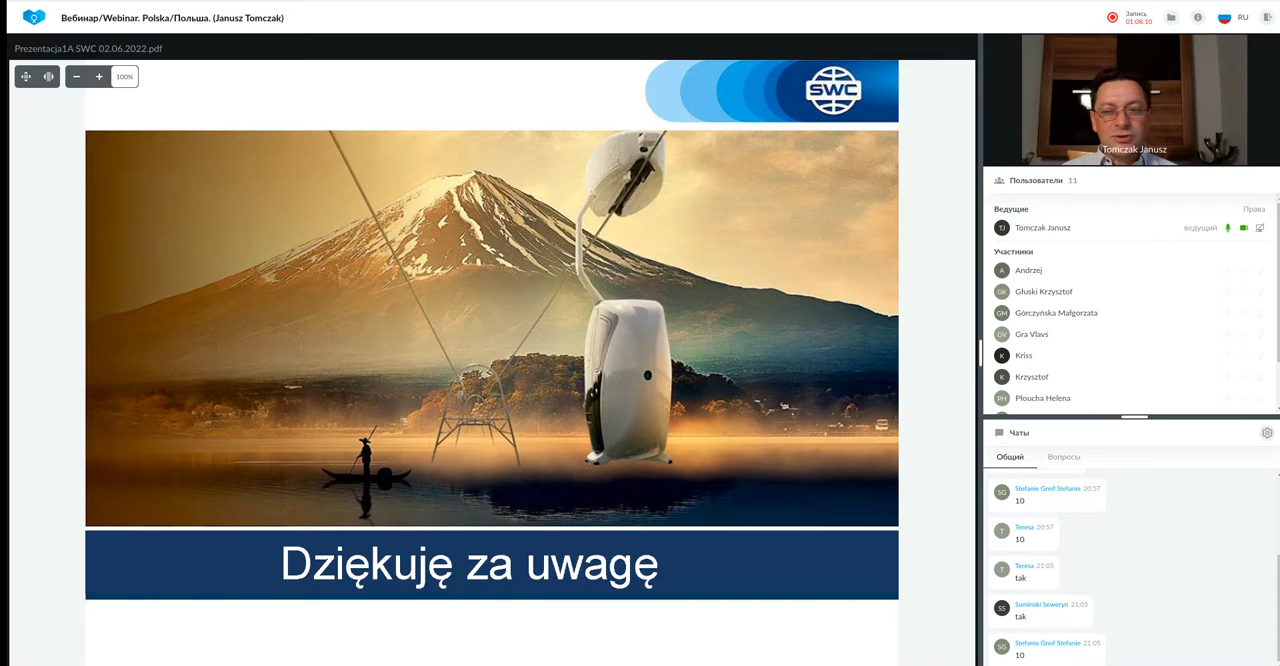 Вебинар/Webinar. Polska/Польша. (Janusz Tomczak)
Запись
01:08:10
RU
Prezentacja1A SWC 02.06.2022.pdf
100%
SWC
Dziękuję za uwagę
Tomczak Janusz
Пользователи 11
Ведущие Права
TJ Tomczak Janusz ведущий
Участники
A Andrzej
GK Głuski Krzysztof
GM Górczyńska Małgorzata
GV Gra Vlavs
K Kriss
K Krzysztof
PH Płoucha Helena
Чаты
Общий Вопросы
SG Stefanie Greif Stefanie 20:57
10
T Teresa 20:57
10
T Teresa 21:05
tak
SS Suminski Seweryn 21:05
tak
SG Stefanie Greif Stefanie 21:05
10